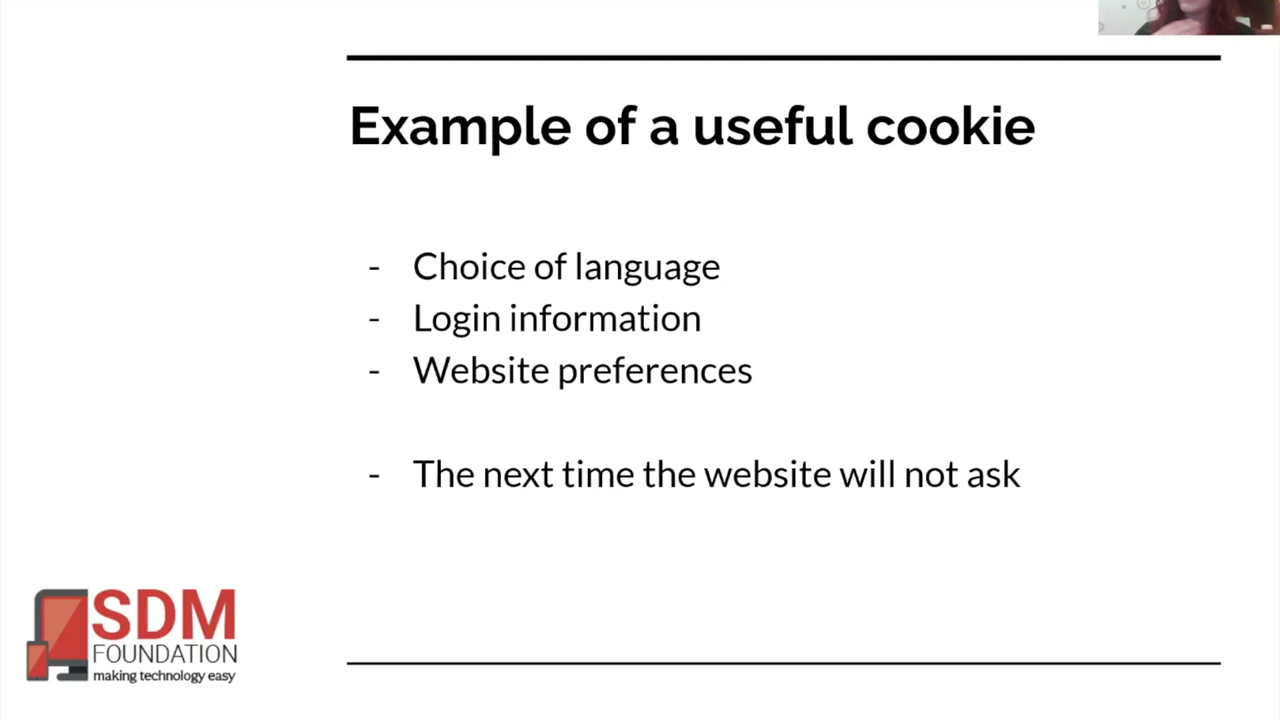 Example of a useful cookie
- Choice of language
- Login information
- Website preferences
- The next time the website will not ask
SDM
FOUNDATION
making technology easy